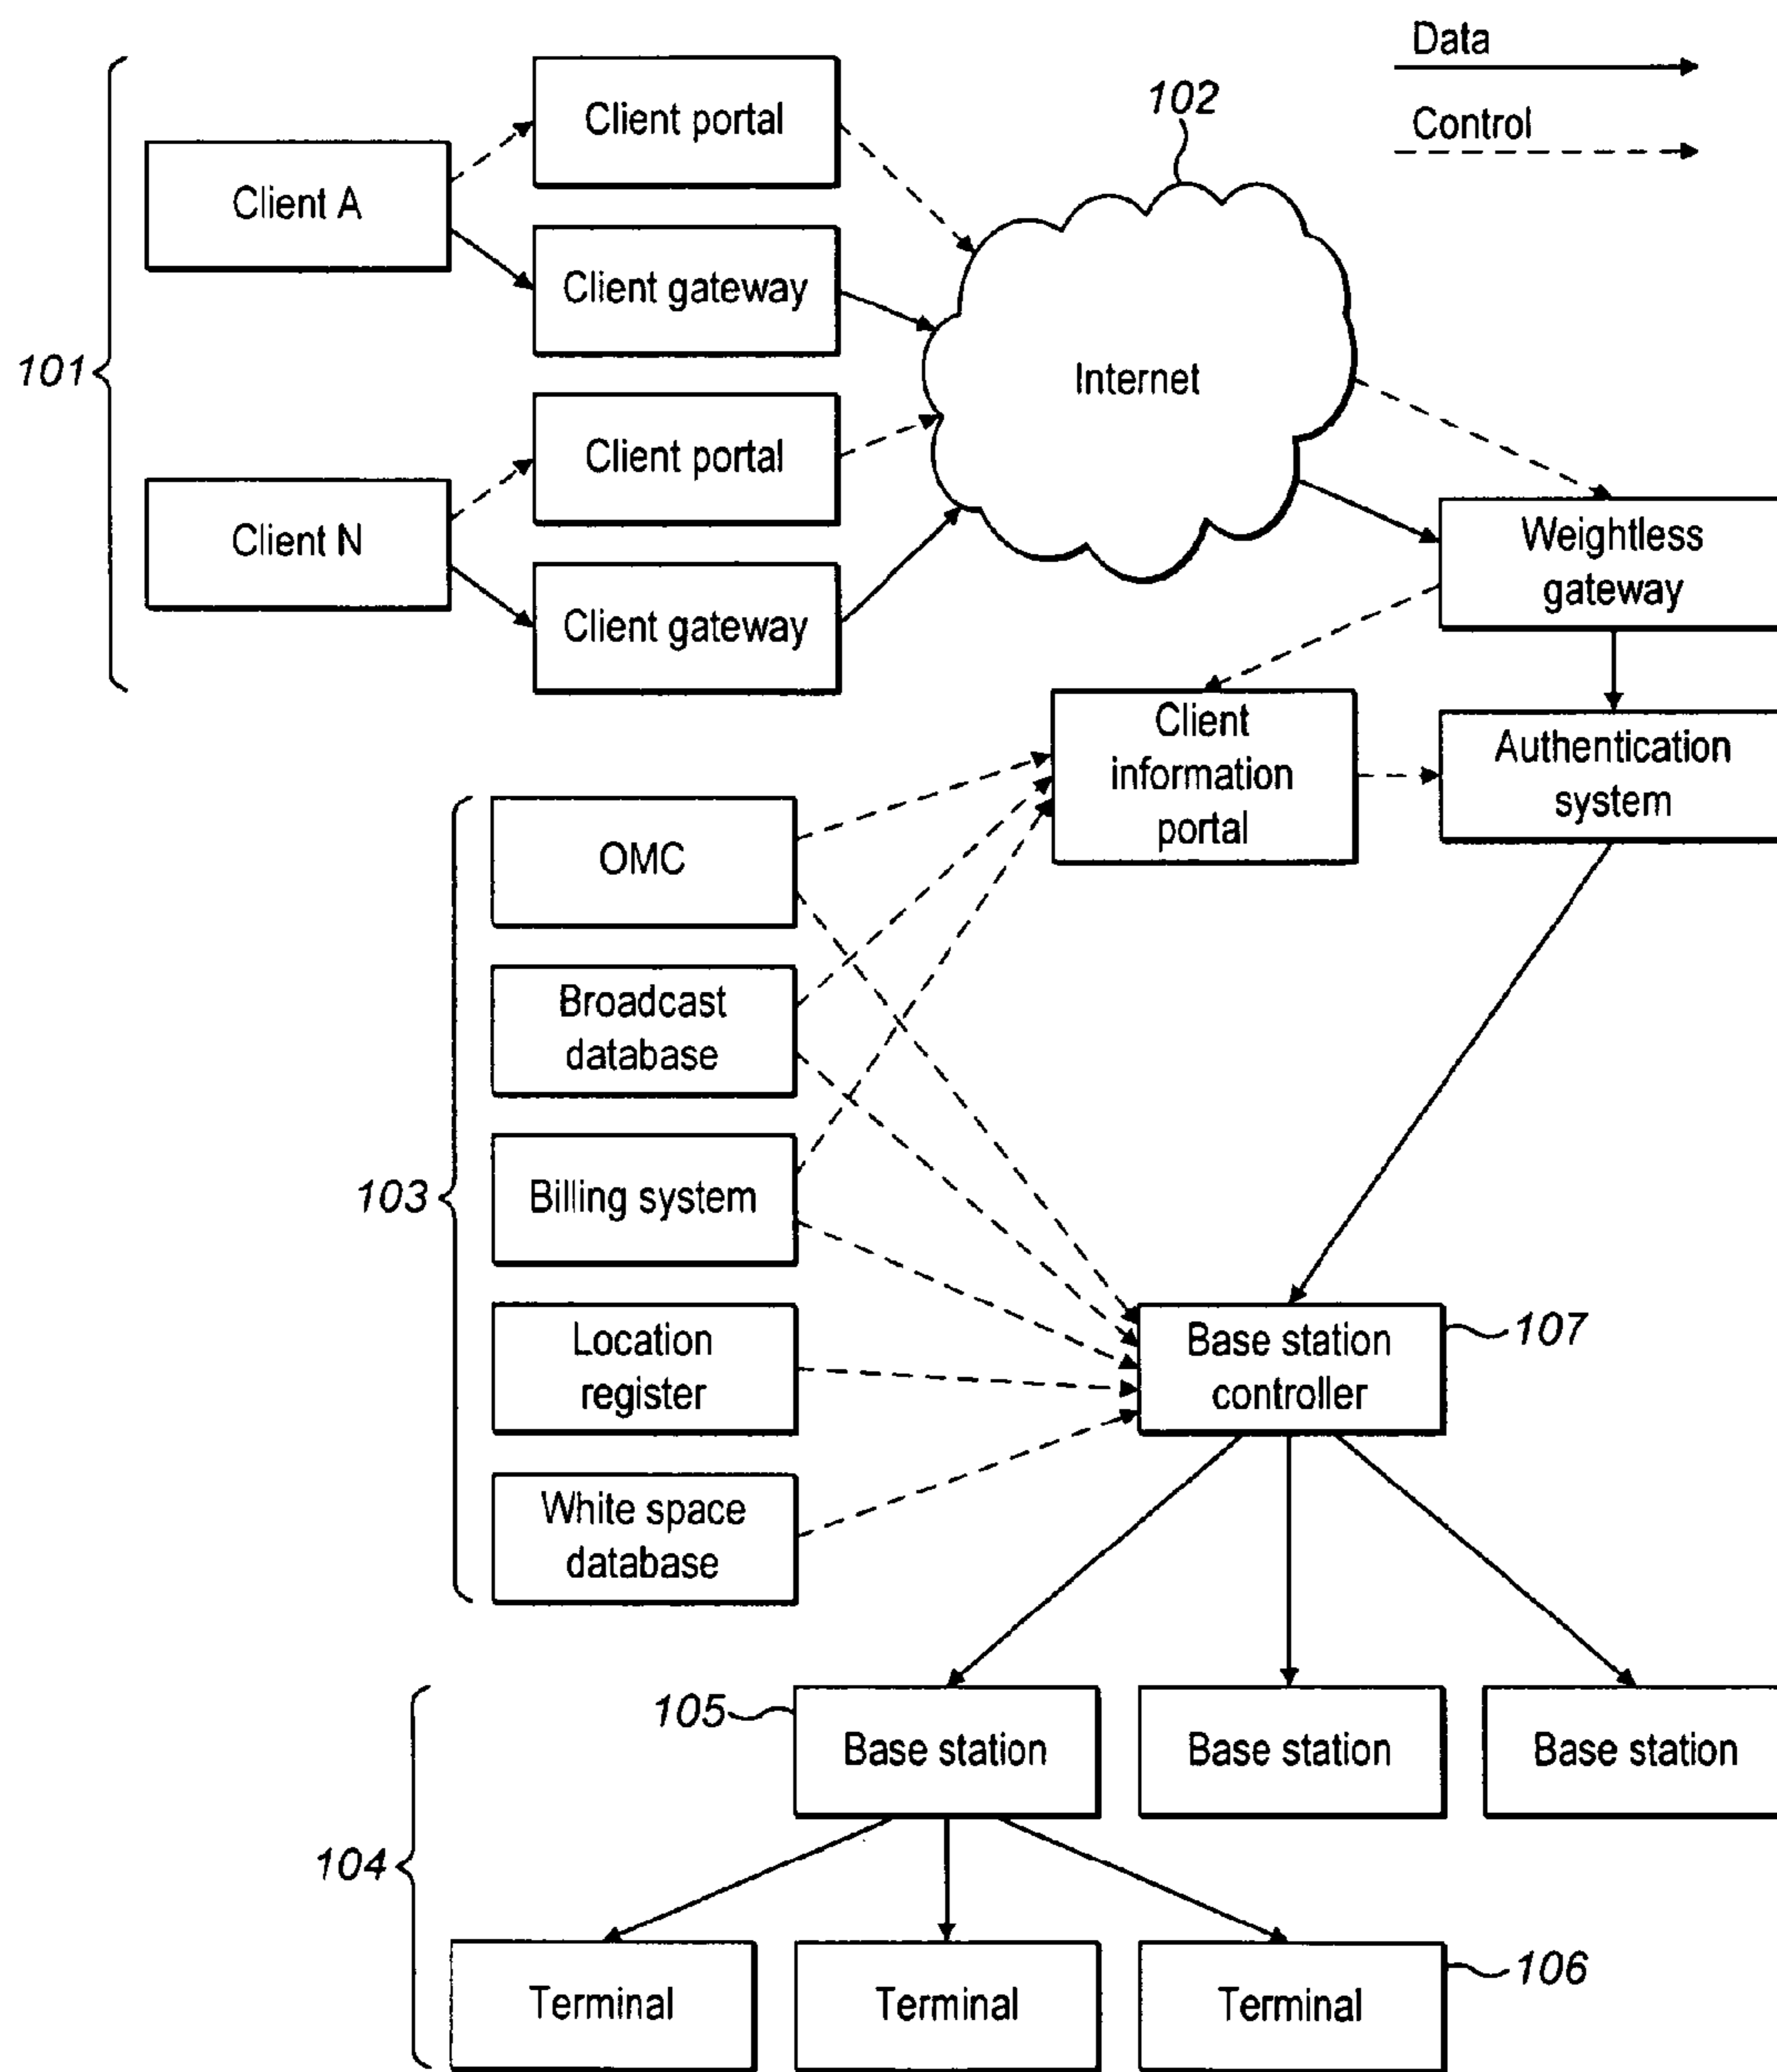 Data
102
Control
Client portal
Client A
Client gateway
101
Internet
Client portal
Client N
Client gateway
Weightless
gateway
Client
information
portal
Authentication
system
OMC
Broadcast
database
103
Billing system
Location
register
White space
database
Base station
controller
107
105
Base station
Base station
Base station
104
Terminal
Terminal
Terminal
106